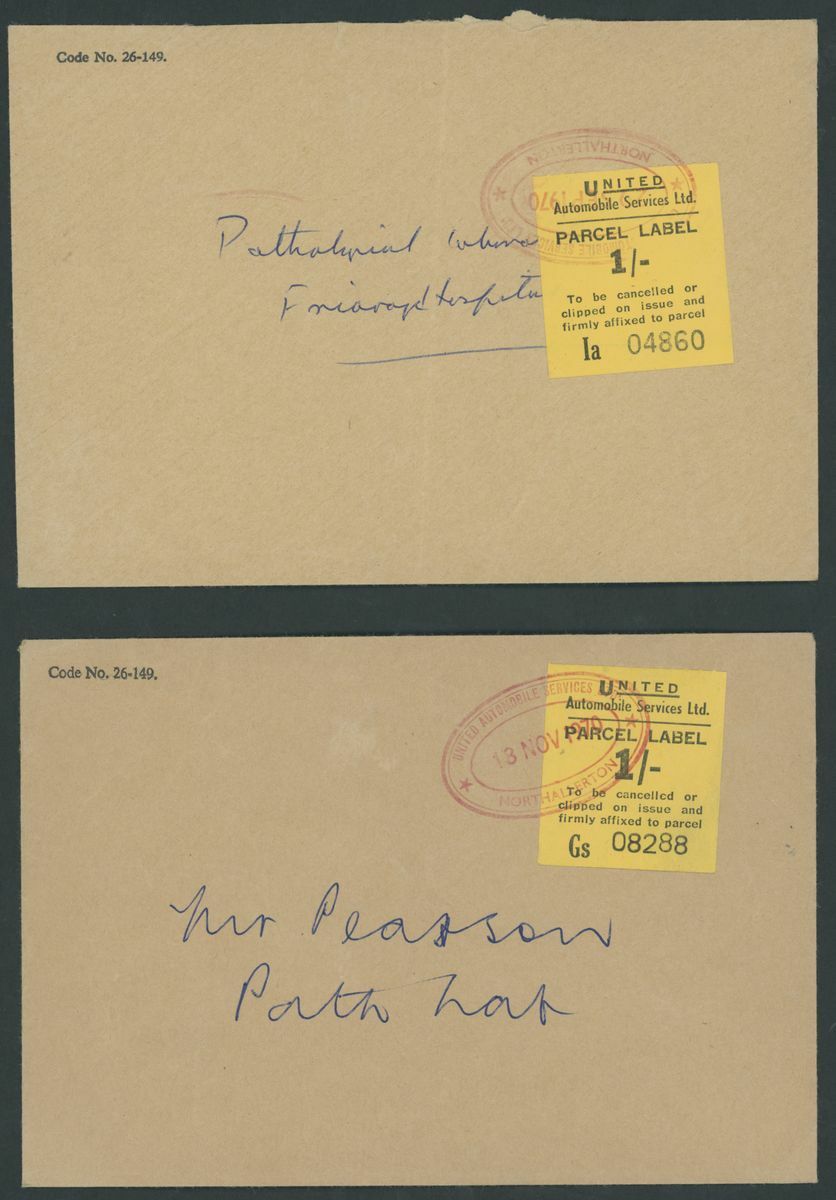 Code No. 26-149.
NORTHALLERTON
1970
Pathological
Friarage Hospital
UNITED
Automobile Services Ltd.
PARCEL LABEL
1/-
To be cancelled or
clipped on issue and
firmly affixed to parcel
Ia 04860
Code No. 26-149.
UNITED AUTOMOBILE SERVICES
13 NOV 1970
NORTHALLERTON
UNITED
Automobile Services Ltd.
PARCEL LABEL
1/-
To be cancelled or
clipped on issue and
firmly affixed to parcel
Gs 08288
Mr Pearson
Path Lab